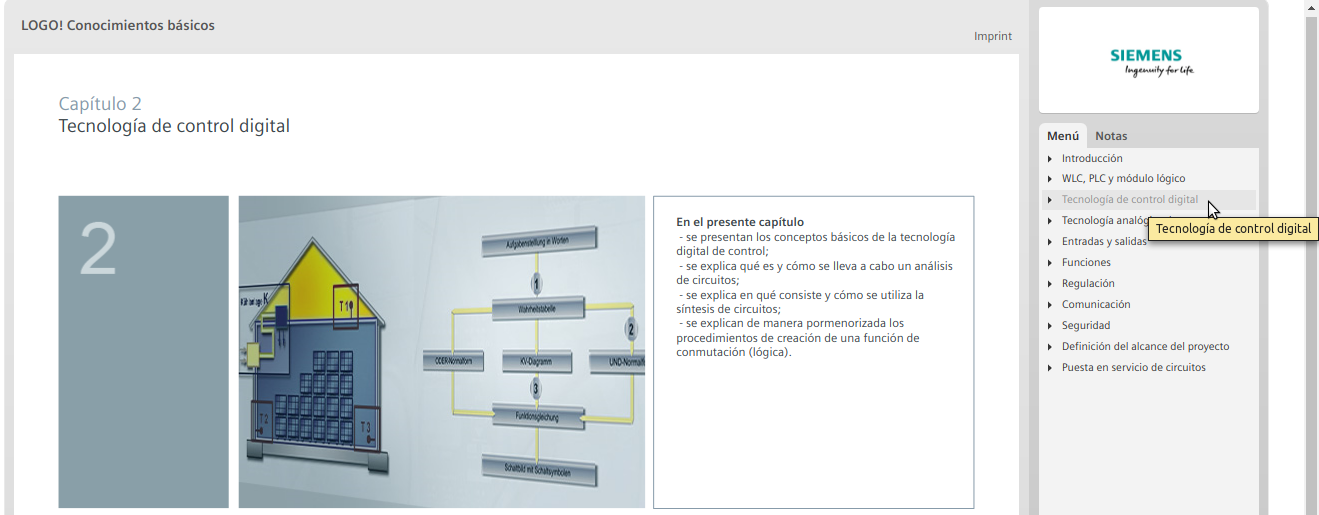 LOGO! Conocimientos básicos
Imprint
Capítulo 2
Tecnología de control digital
2
K
T 1
T 2
T 3
Aufgabenstellung in Worten
1
Wahrheitstabelle
2
ODER-Normalform
KV-Diagramm
UND-Normalf
3
Funktionsgleichung
Schaltbild mit Schaltsymbolen
En el presente capítulo
- se presentan los conceptos básicos de la tecnología
digital de control;
- se explica qué es y cómo se lleva a cabo un análisis
de circuitos;
- se explica en qué consiste y cómo se utiliza la
síntesis de circuitos;
- se explican de manera pormenorizada los
procedimientos de creación de una función de
conmutación (lógica).
SIEMENS
Ingenuity for life
Menú Notas
Introducción
WLC, PLC y módulo lógico
Tecnología de control digital
Tecnología
Tecnología de control digital
Entradas y salidas
Funciones
Regulación
Comunicación
Seguridad
Definición del alcance del proyecto
Puesta en servicio de circuitos